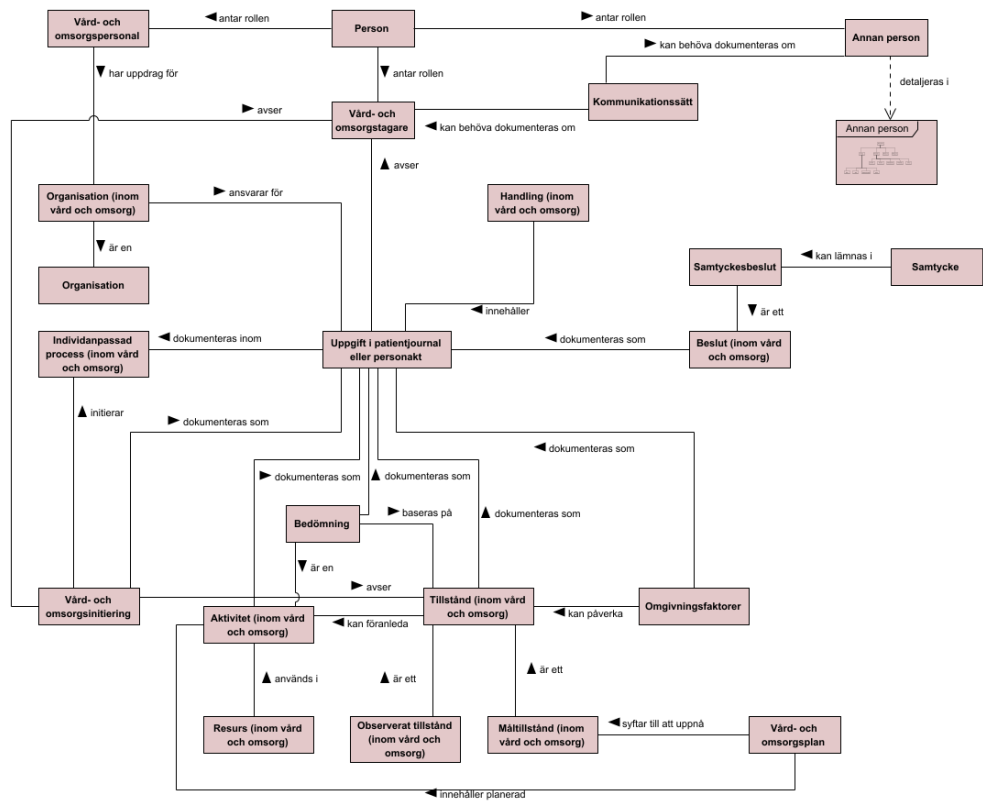 Vård- och
omsorgspersonal
antar rollen
Person
antar rollen
Annan person
kan behöva dokumenteras om
har uppdrag för
antar rollen
detaljeras i
Kommunikationssätt
avser
Vård- och
omsorgstagare
kan behöva dokumenteras om
Annan person
avser
Organisation (inom
vård och omsorg)
ansvarar för
Handling (inom
vård och omsorg)
är en
Organisation
Samtyckesbeslut
kan lämnas i
Samtycke
innehåller
är ett
Individanpassad
process (inom vård
och omsorg)
dokumenteras inom
Uppgift i patientjournal
eller personakt
dokumenteras som
Beslut (inom vård
och omsorg)
initierar
dokumenteras som
dokumenteras som
dokumenteras som
dokumenteras som
baseras på
dokumenteras som
Bedömning
är en
avser
Vård- och
omsorgsinitiering
Aktivitet (inom vård
och omsorg)
kan föranleda
Tillstånd (inom vård
och omsorg)
kan påverka
Omgivningsfaktorer
används i
är ett
är ett
Resurs (inom vård
och omsorg)
Observerat tillstånd
(inom vård och
omsorg)
Måltillstånd (inom
vård och omsorg)
syftar till att uppnå
Vård- och
omsorgsplan
innehåller planerad